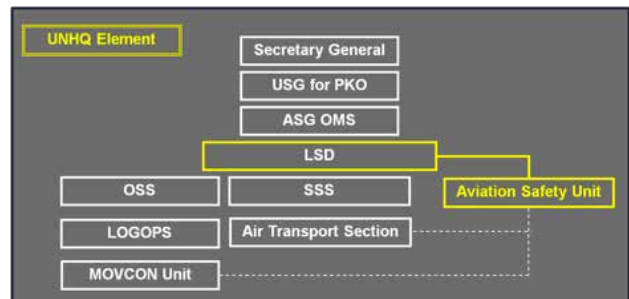 UNHQ Element
Secretary General
USG for PKO
ASG OMS
LSD
OSS
SSS
Aviation Safety Unit
LOGOPS
Air Transport Section
MOVCON Unit